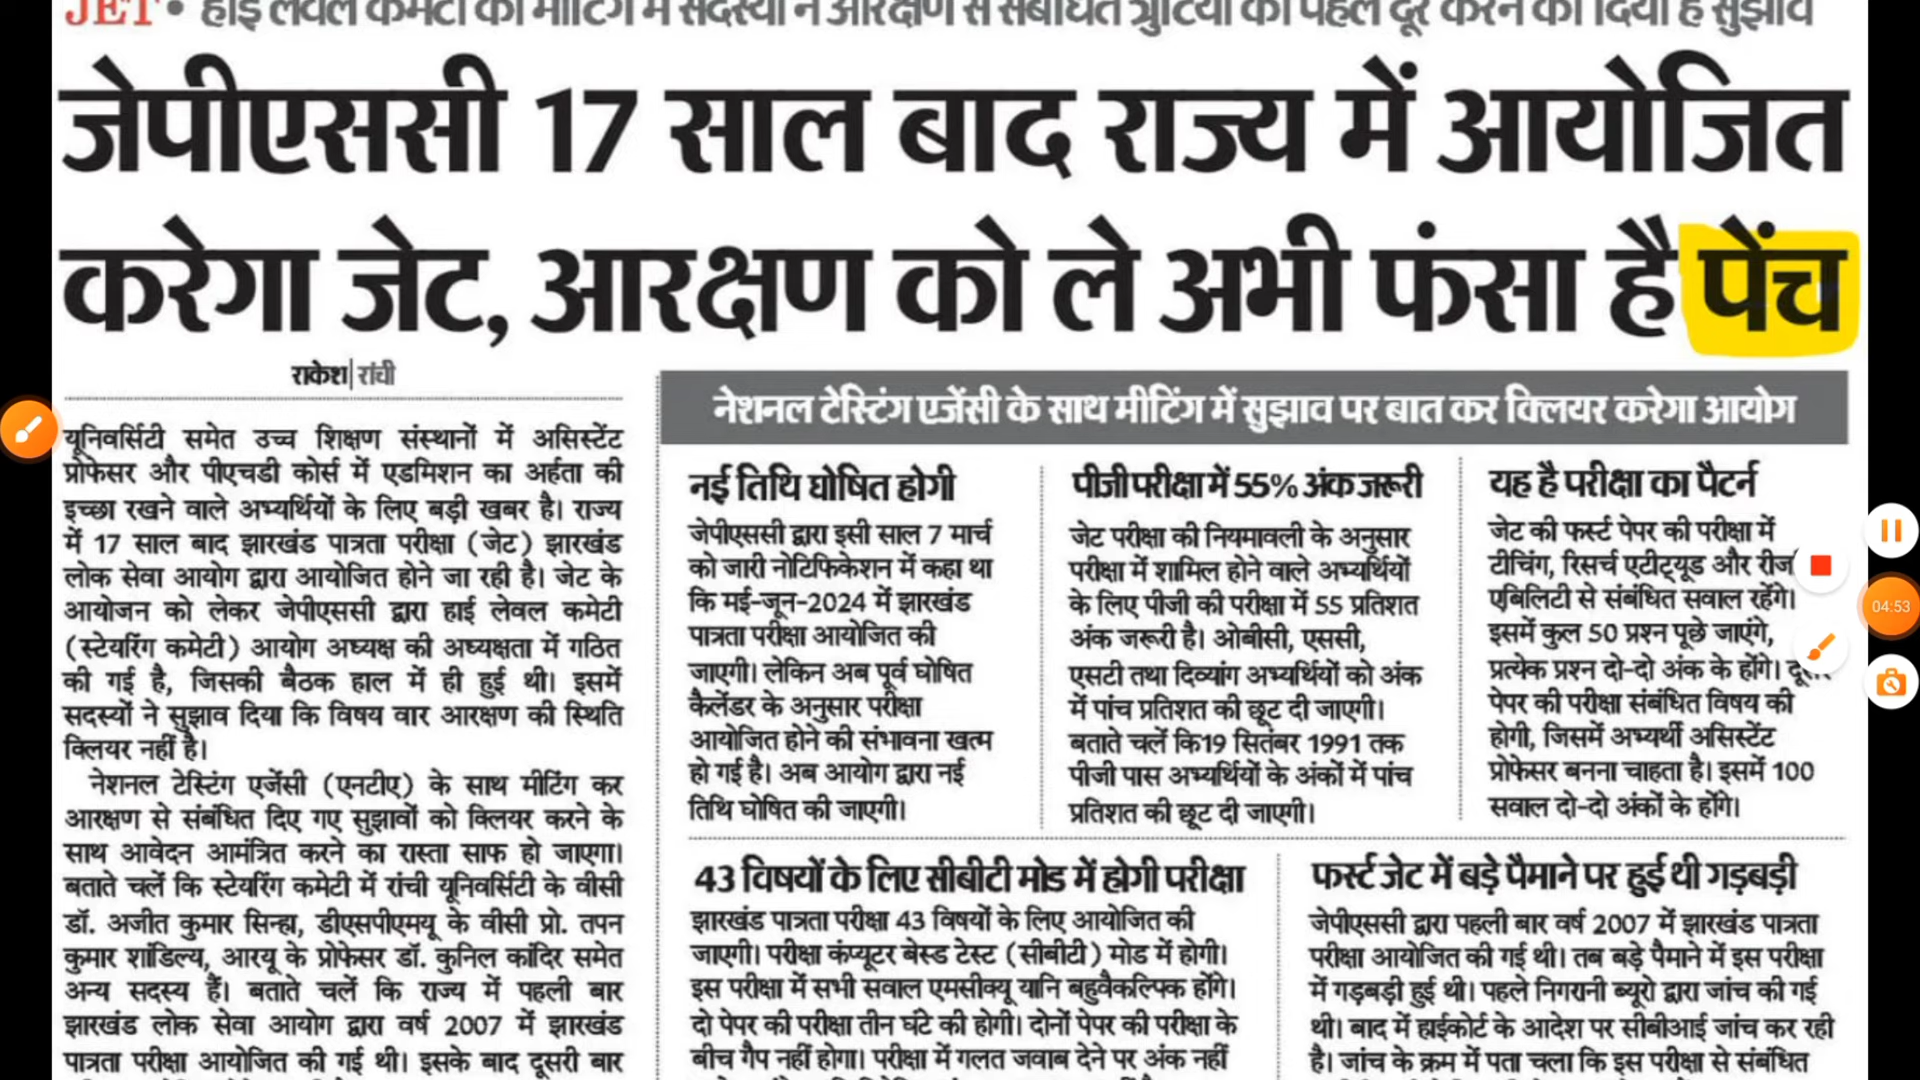 JET • हाई लेवल कमेटी की मीटिंग में सदस्यों ने आरक्षण से संबंधित त्रुटियों को पहले दूर करने का दिया है सुझाव
जेपीएससी 17 साल बाद राज्य में आयोजित
करेगा जेट, आरक्षण को ले अभी फंसा है पेंच
राकेश | रांची
यूनिवर्सिटी समेत उच्च शिक्षण संस्थानों में असिस्टेंट
प्रोफेसर और पीएचडी कोर्स में एडमिशन का अर्हता की
इच्छा रखने वाले अभ्यर्थियों के लिए बड़ी खबर है। राज्य
में 17 साल बाद झारखंड पात्रता परीक्षा (जेट) झारखंड
लोक सेवा आयोग द्वारा आयोजित होने जा रही है। जेट के
आयोजन को लेकर जेपीएससी द्वारा हाई लेवल कमेटी
(स्टेयरिंग कमेटी) आयोग अध्यक्ष की अध्यक्षता में गठित
की गई है, जिसकी बैठक हाल में ही हुई थी। इसमें
सदस्यों ने सुझाव दिया कि विषय वार आरक्षण की स्थिति
क्लियर नहीं है।
नेशनल टेस्टिंग एजेंसी (एनटीए) के साथ मीटिंग कर
आरक्षण से संबंधित दिए गए सुझावों को क्लियर करने के
साथ आवेदन आमंत्रित करने का रास्ता साफ हो जाएगा।
बताते चलें कि स्टेयरिंग कमेटी में रांची यूनिवर्सिटी के वीसी
डॉ. अजीत कुमार सिन्हा, डीएसपीएमयू के वीसी प्रो. तपन
कुमार शांडिल्य, आरयू के प्रोफेसर डॉ. कुनिल कांदिर समेत
अन्य सदस्य हैं। बताते चलें कि राज्य में पहली बार
झारखंड लोक सेवा आयोग द्वारा वर्ष 2007 में झारखंड
पात्रता परीक्षा आयोजित की गई थी। इसके बाद दूसरी बार
नेशनल टेस्टिंग एजेंसी के साथ मीटिंग में सुझाव पर बात कर क्लियर करेगा आयोग
नई तिथि घोषित होगी
जेपीएससी द्वारा इसी साल 7 मार्च
को जारी नोटिफिकेशन में कहा था
कि मई-जून-2024 में झारखंड
पात्रता परीक्षा आयोजित की
जाएगी। लेकिन अब पूर्व घोषित
कैलेंडर के अनुसार परीक्षा
आयोजित होने की संभावना खत्म
हो गई है। अब आयोग द्वारा नई
तिथि घोषित की जाएगी।
पीजी परीक्षा में 55% अंक जरूरी
जेट परीक्षा की नियमावली के अनुसार
परीक्षा में शामिल होने वाले अभ्यर्थियों
के लिए पीजी की परीक्षा में 55 प्रतिशत
अंक जरूरी है। ओबीसी, एससी,
एसटी तथा दिव्यांग अभ्यर्थियों को अंक
में पांच प्रतिशत की छूट दी जाएगी।
बताते चलें कि19 सितंबर 1991 तक
पीजी पास अभ्यर्थियों के अंकों में पांच
प्रतिशत की छूट दी जाएगी।
यह है परीक्षा का पैटर्न
जेट की फर्स्ट पेपर की परीक्षा में
टीचिंग, रिसर्च एटीट्यूड और रीज
एबिलिटी से संबंधित सवाल रहेंगे।
इसमें कुल 50 प्रश्न पूछे जाएंगे,
प्रत्येक प्रश्न दो-दो अंक के होंगे।
पेपर की परीक्षा संबंधित विषय की
होगी, जिसमें अभ्यर्थी असिस्टेंट
प्रोफेसर बनना चाहता है। इसमें 100
सवाल दो-दो अंकों के होंगे।
43 विषयों के लिए सीबीटी मोड में होगी परीक्षा
झारखंड पात्रता परीक्षा 43 विषयों के लिए आयोजित की
जाएगी। परीक्षा कंप्यूटर बेस्ड टेस्ट (सीबीटी) मोड में होगी।
इस परीक्षा में सभी सवाल एमसीक्यू यानि बहुवैकल्पिक होंगे।
दो पेपर की परीक्षा तीन घंटे की होगी। दोनों पेपर की परीक्षा के
बीच गैप नहीं होगा। परीक्षा में गलत जवाब देने पर अंक नहीं
फर्स्ट जेट में बड़े पैमाने पर हुई थी गड़बड़ी
जेपीएससी द्वारा पहली बार वर्ष 2007 में झारखंड पात्रता
परीक्षा आयोजित की गई थी। तब बड़े पैमाने में इस परीक्षा
में गड़बड़ी हुई थी। पहले निगरानी ब्यूरो द्वारा जांच की गई
थी। बाद में हाईकोर्ट के आदेश पर सीबीआई जांच कर रही
है। जांच के क्रम में पता चला कि इस परीक्षा से संबंधित
04:53